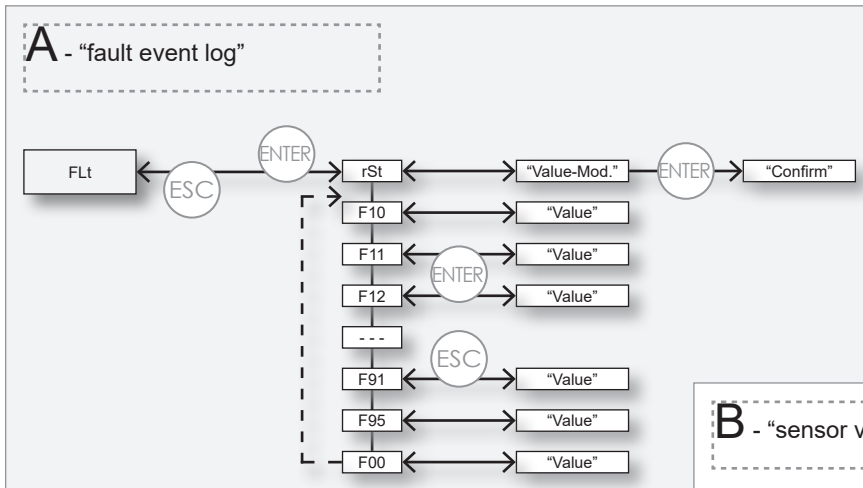 A - “fault event log”
FLt
ESC
ENTER
rSt
“Value-Mod.”
ENTER
“Confirm”
F10
“Value”
F11
“Value”
ENTER
F12
“Value”
- - -
ESC
F91
“Value”
F95
“Value”
F00
“Value”
B - “sensor v